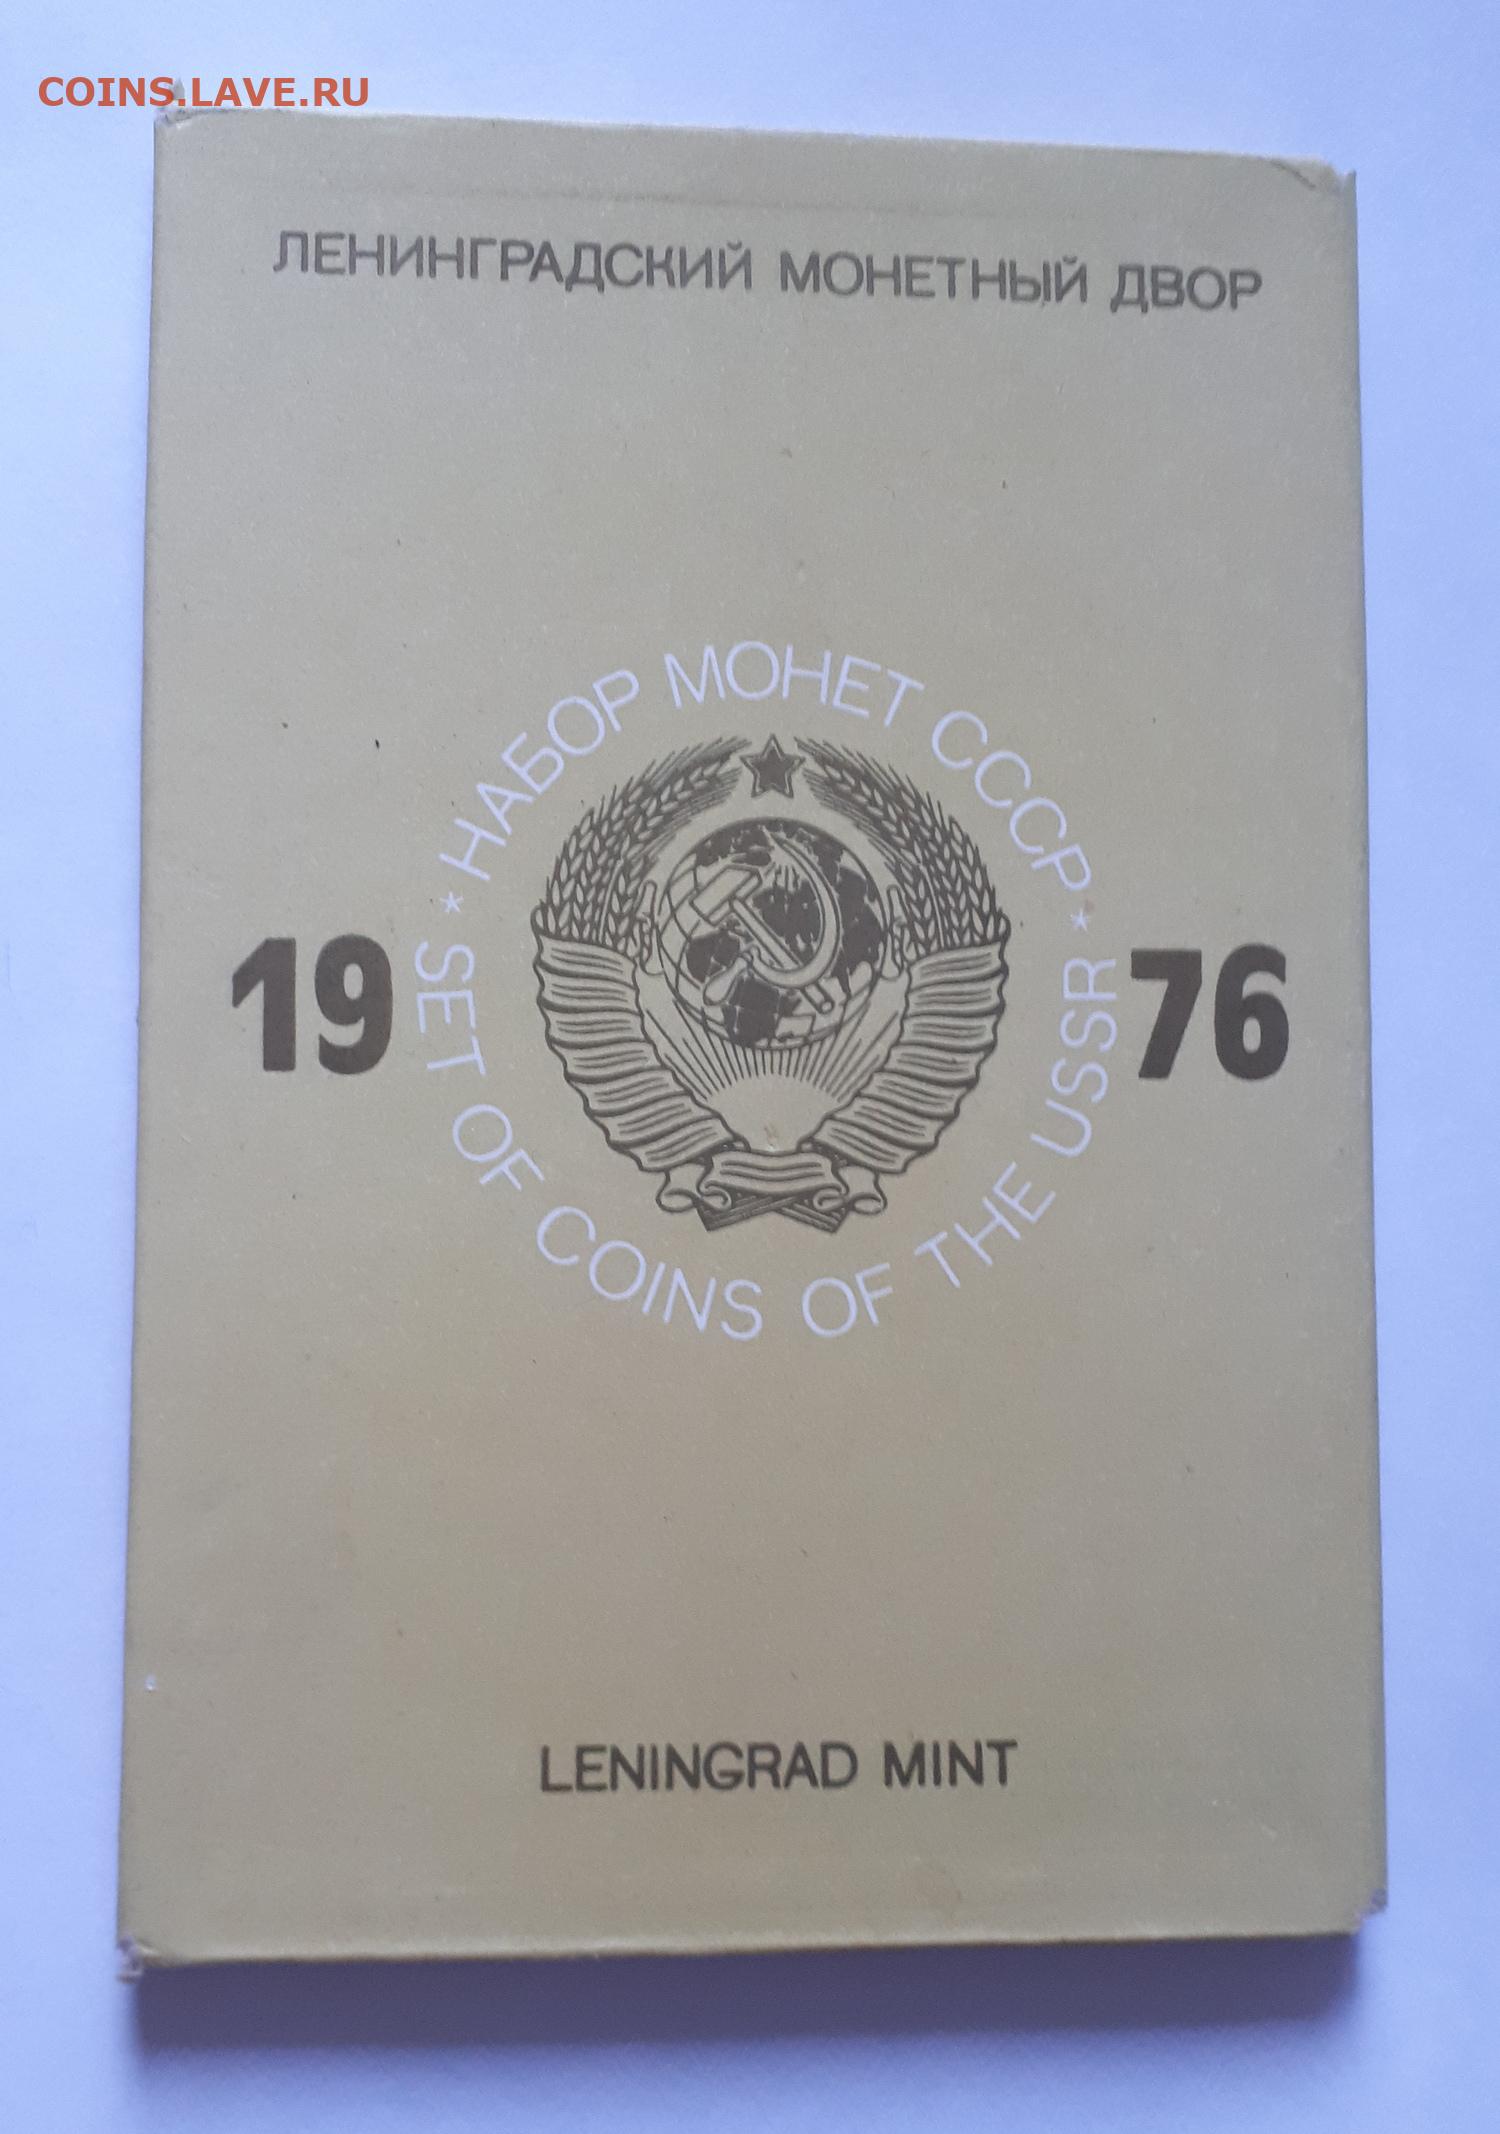 COINS.LAVE.RU
ЛЕНИНГРАДСКИЙ МОНЕТНЫЙ ДВОР
* НАБОР МОНЕТ СССР *
19 76
SET OF COINS OF THE USSR
LENINGRAD MINT